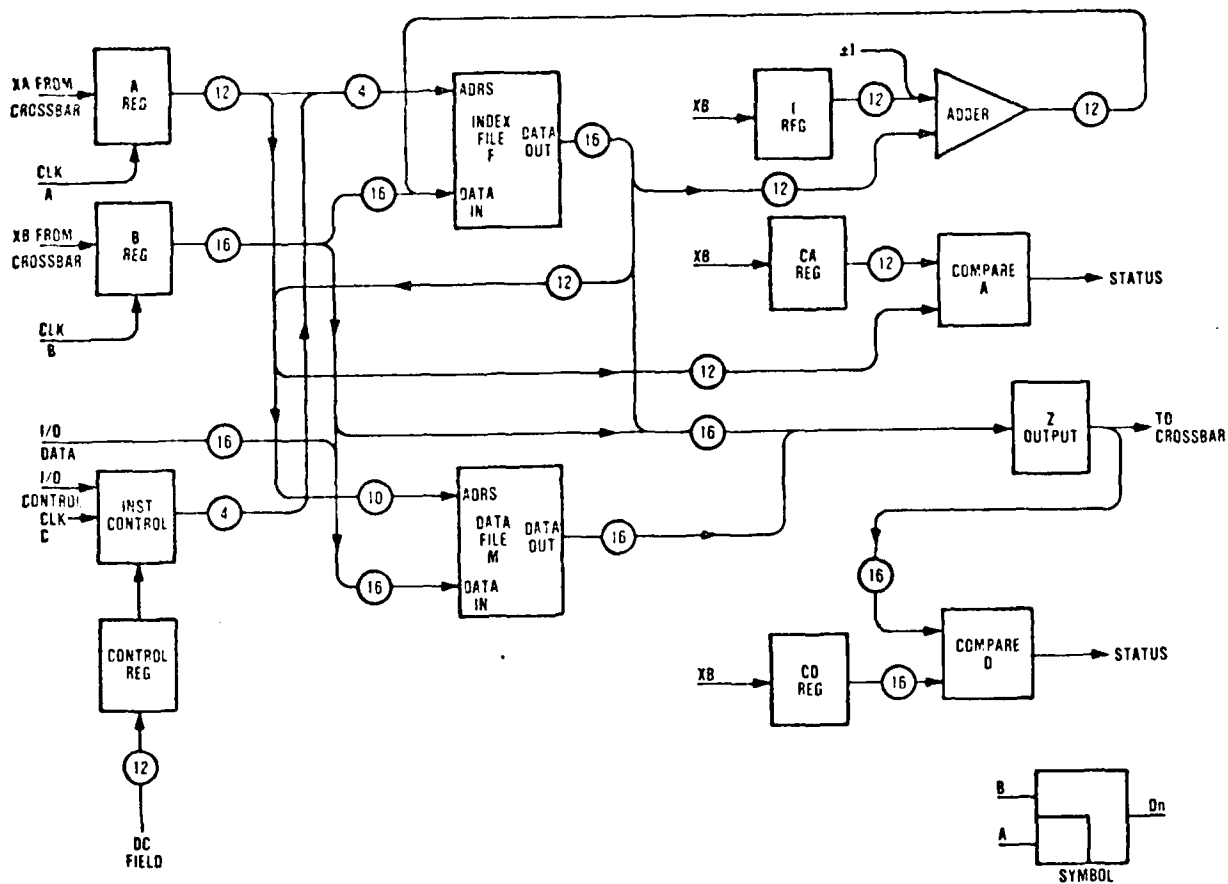 XA FROM
CROSSBAR
A
REG
12
4
CLK
A
XB FROM
CROSSBAR
B
REG
16
CLK
B
ADRS
INDEX
FILE
F
DATA
OUT
DATA
IN
16
16
±1
XB
I
REG
12
ADDER
12
12
XB
CA
REG
12
COMPARE
A
STATUS
12
12
I/O
DATA
16
16
Z
OUTPUT
TO
CROSSBAR
I/O
CONTROL
CLK
C
INST
CONTROL
4
10
16
ADRS
DATA
FILE
M
DATA
OUT
DATA
IN
16
16
CONTROL
REG
12
DC
FIELD
XB
CD
REG
16
COMPARE
D
STATUS
B
A
Dn
SYMBOL